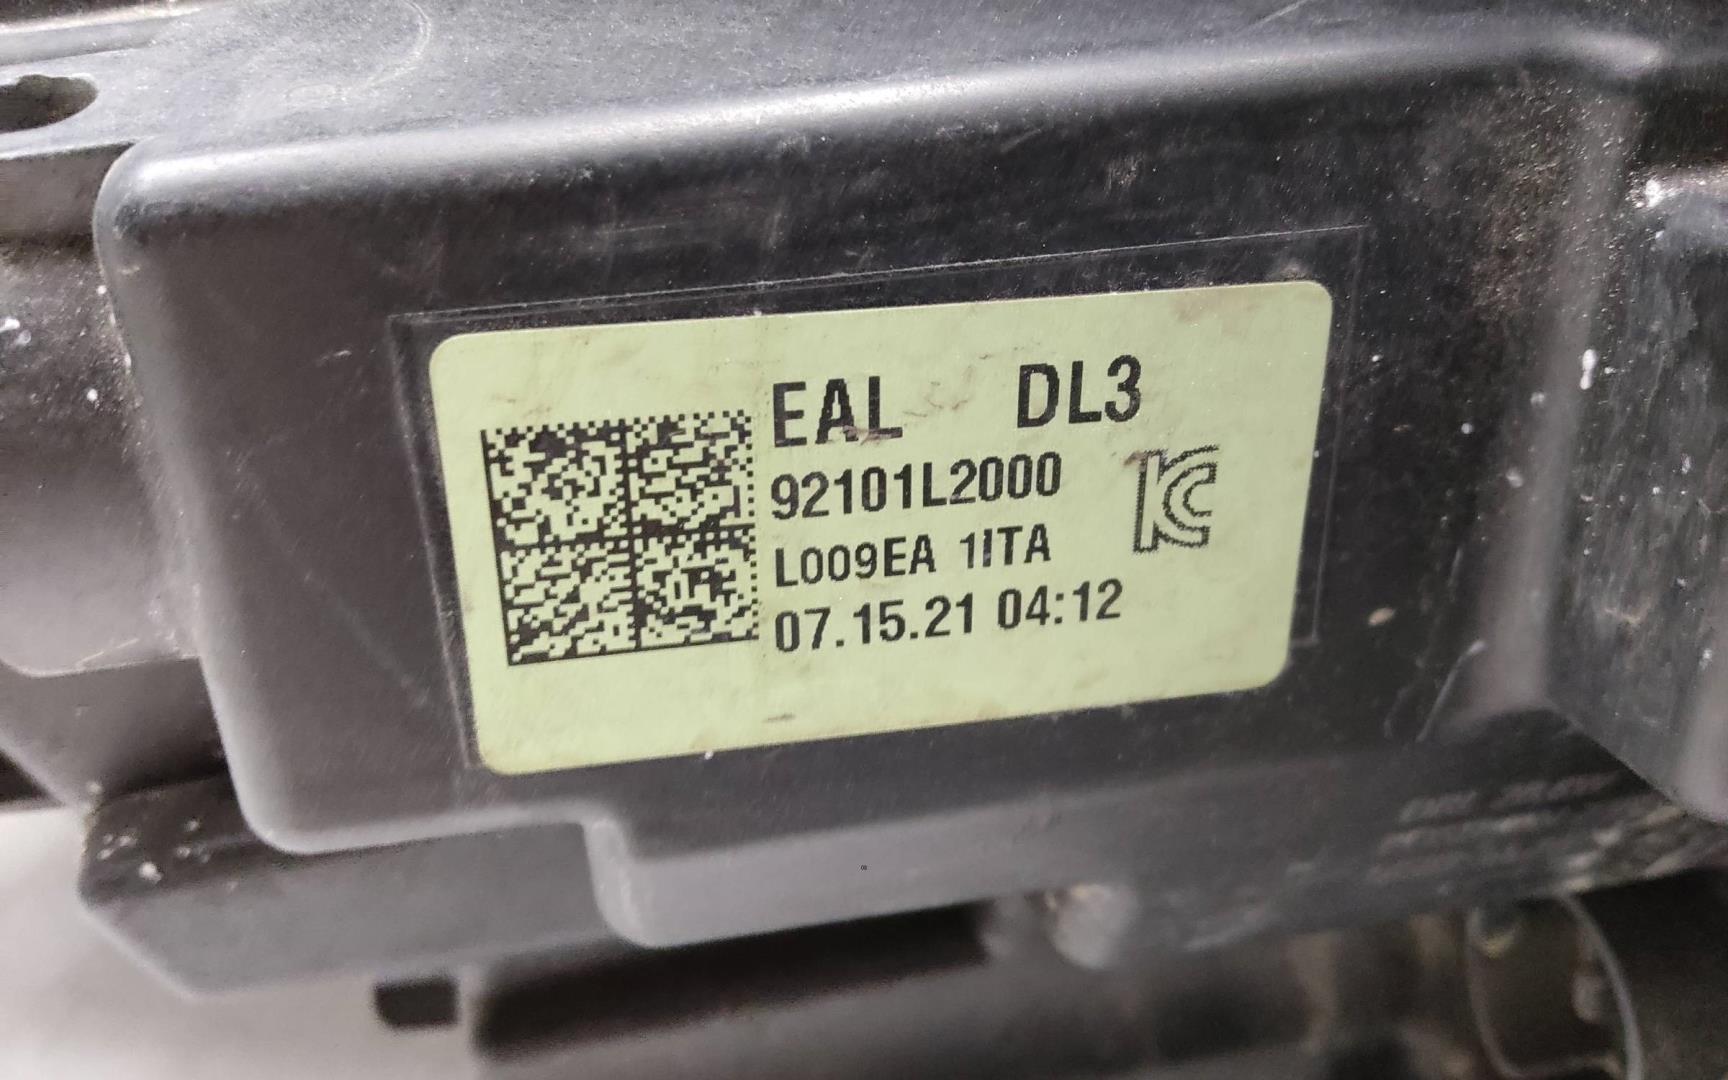 EAL DL3
92101L2000
L009EA 1ITA
07.15.21 04:12